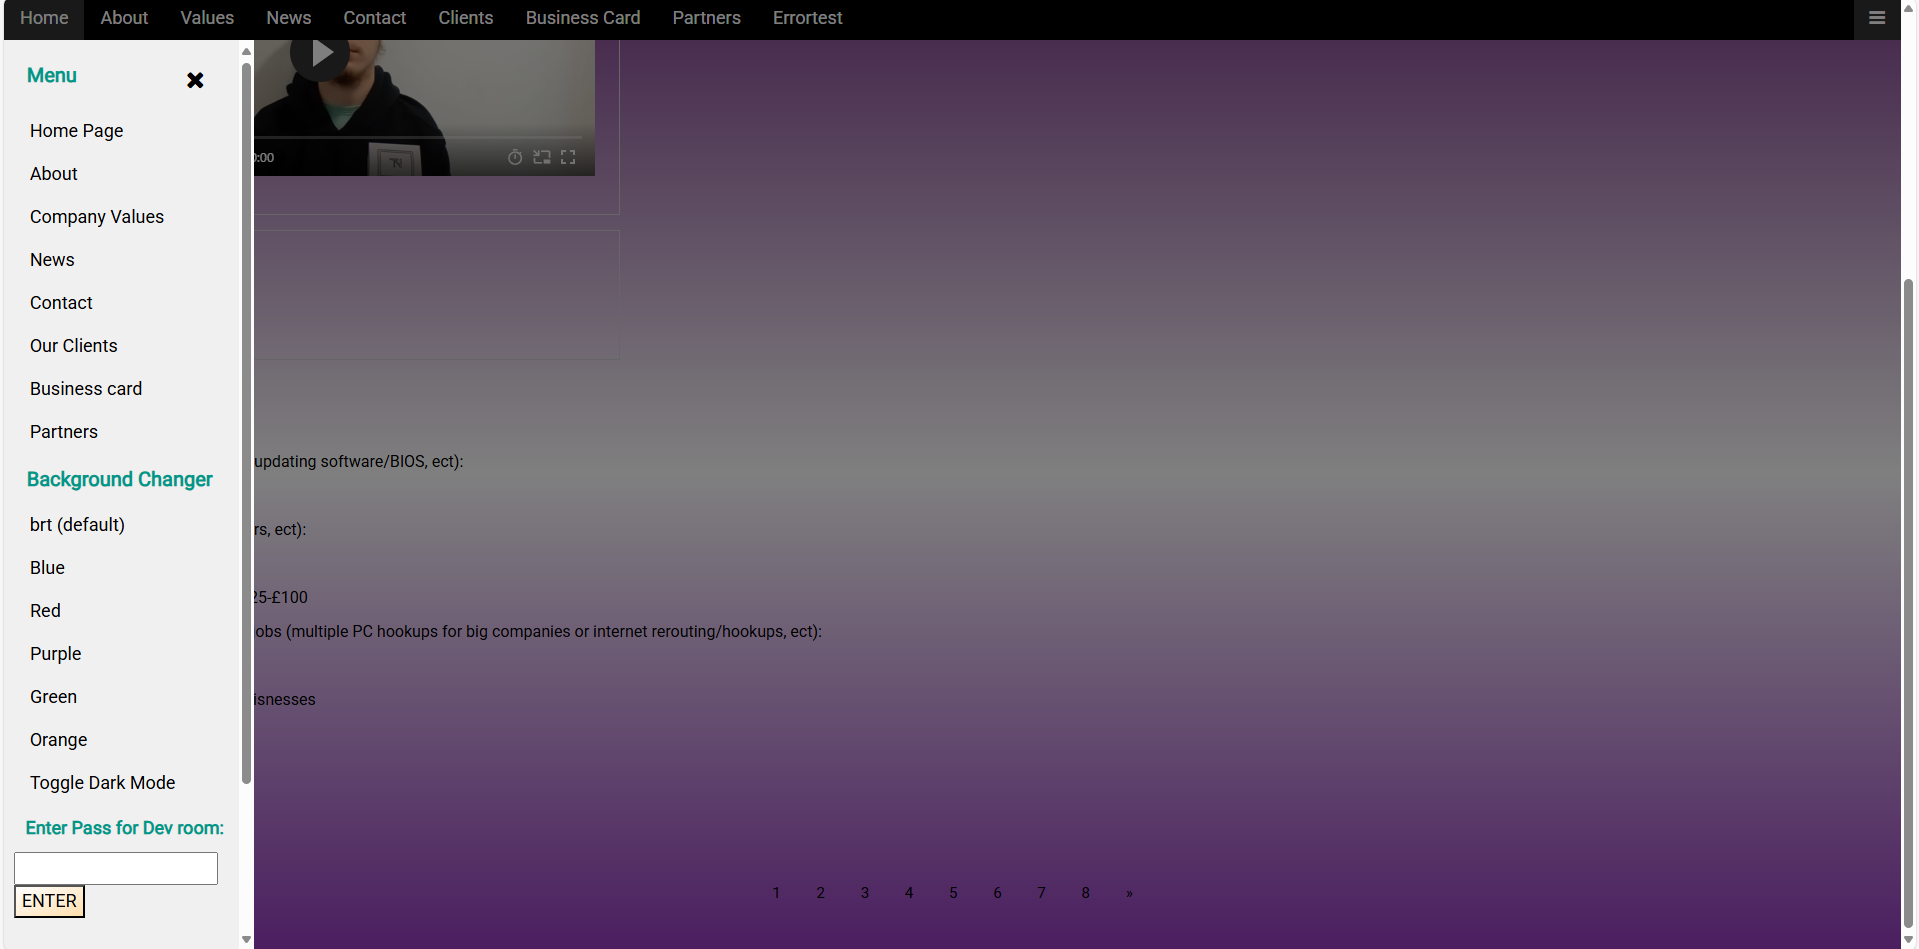 Home About Values News Contact Clients Business Card Partners Errortest
Menu
Home Page
About
Company Values
News
Contact
Our Clients
Business card
Partners
Background Changer
brt (default)
Blue
Red
Purple
Green
Orange
Toggle Dark Mode
Enter Pass for Dev room:
ENTER
0:00
TN
updating software/BIOS, ect):
rs, ect):
25-£100
obs (multiple PC hookups for big companies or internet rerouting/hookups, ect):
isnesses
1 2 3 4 5 6 7 8 »